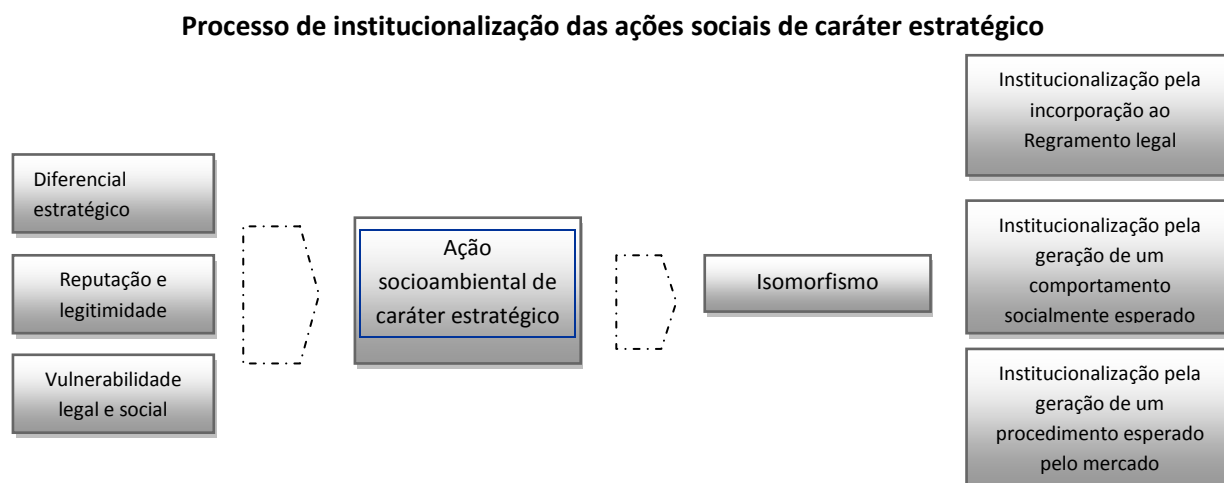 Processo de institucionalização das ações sociais de caráter estratégico
Diferencial
estratégico
Reputação e
legitimidade
Vulnerabilidade
legal e social
Ação
socioambiental de
caráter estratégico
Isomorfismo
Institucionalização pela
incorporação ao
Regramento legal
Institucionalização pela
geração de um
comportamento
socialmente esperado
Institucionalização pela
geração de um
procedimento esperado
pelo mercado